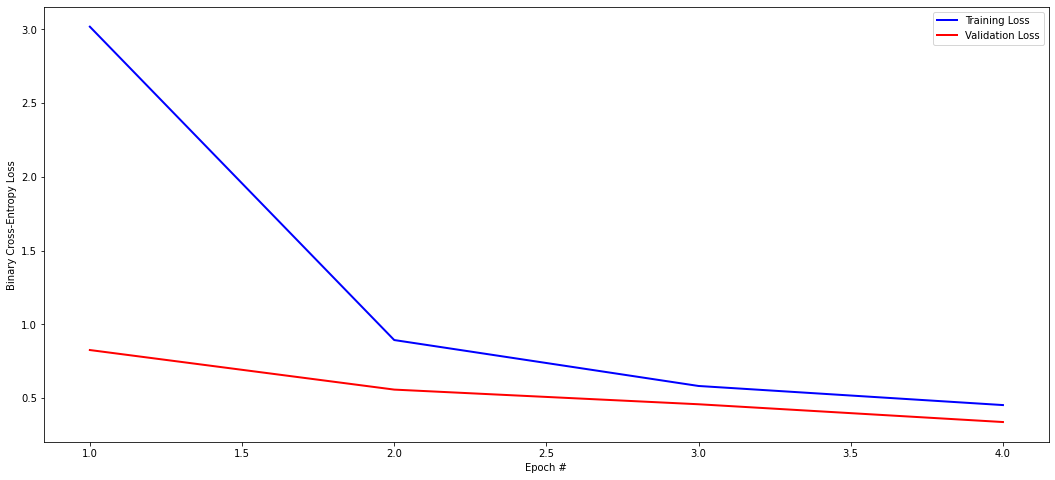 Training Loss
Validation Loss
3.0
2.5
2.0
1.5
1.0
0.5
Binary Cross-Entropy Loss
1.0 1.5 2.0 2.5 3.0 3.5 4.0
Epoch #